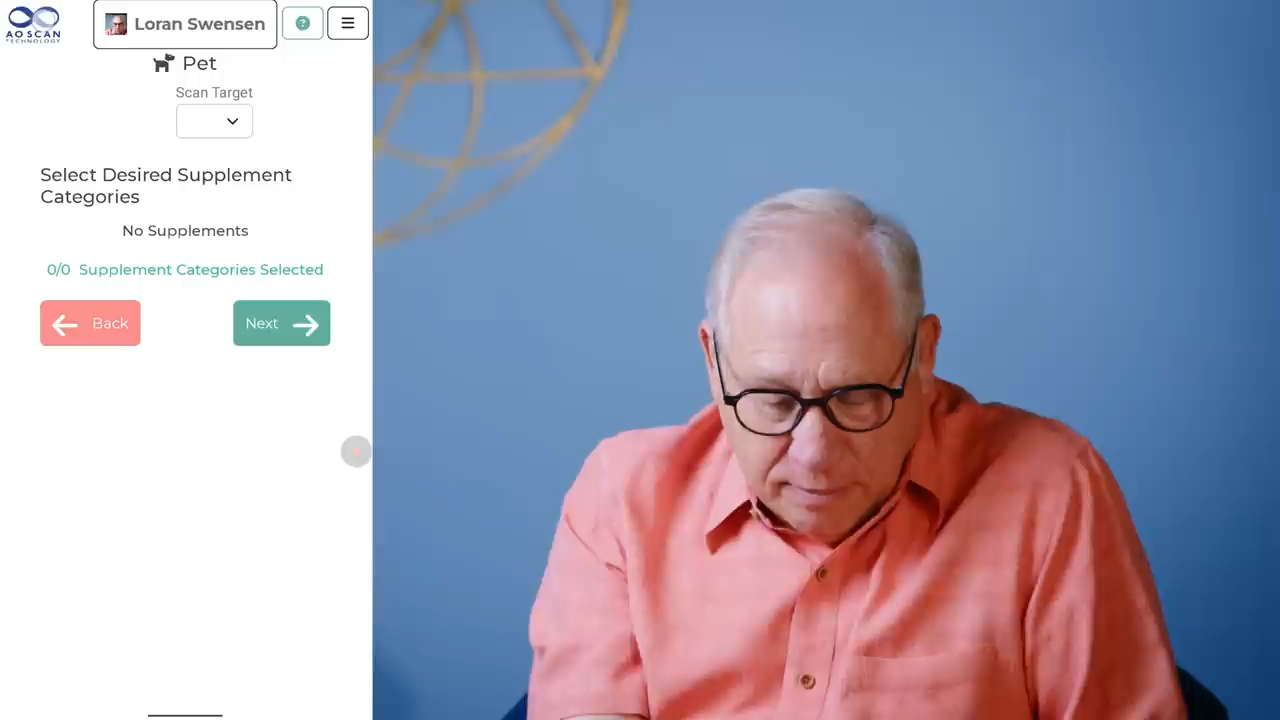 AO SCAN
TECHNOLOGY
Loran Swensen
?
Pet
Scan Target
Select Desired Supplement
Categories
No Supplements
0/0 Supplement Categories Selected
Back
Next